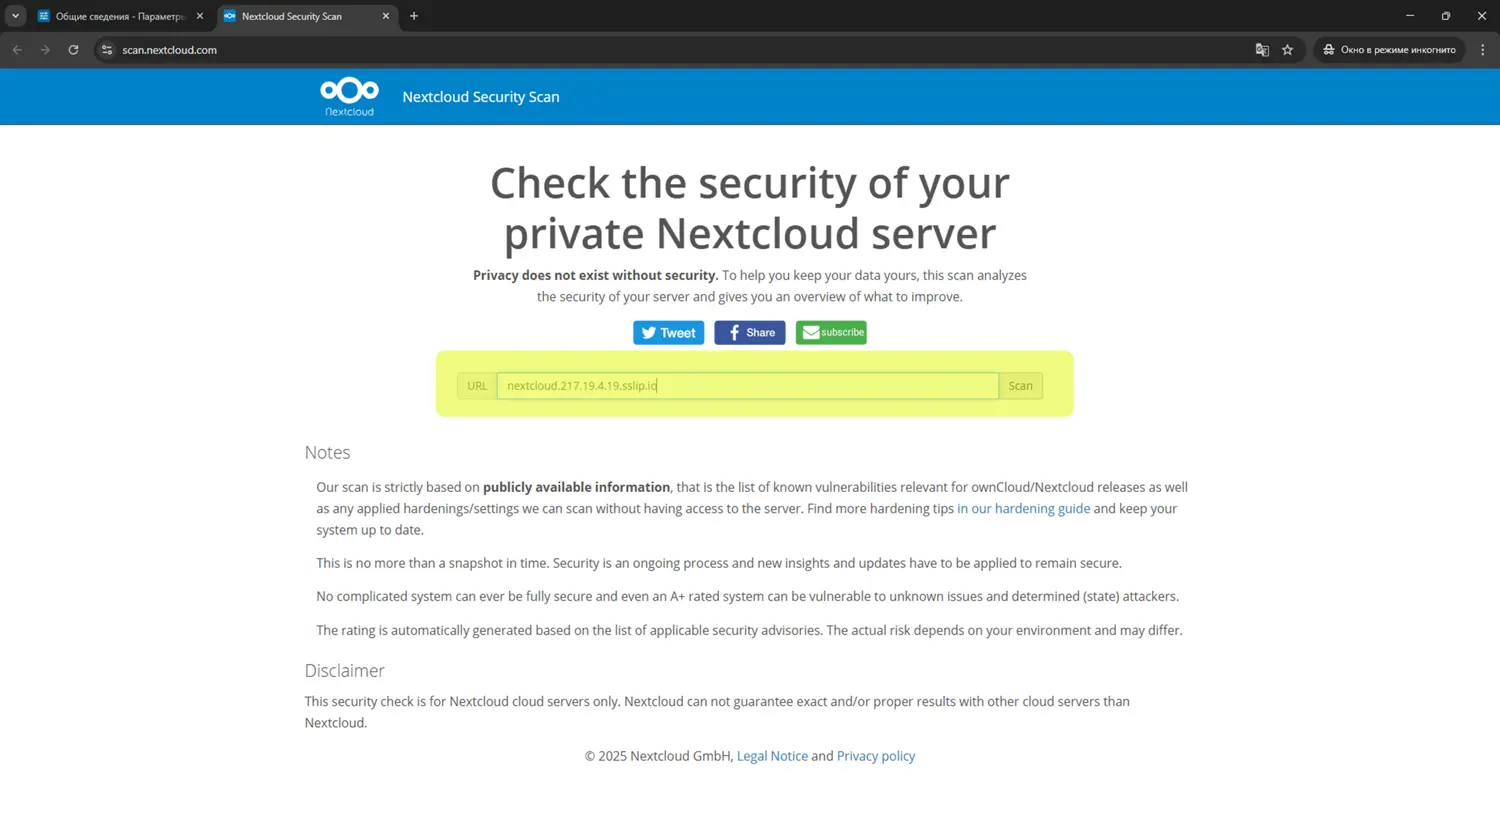 Общие сведения - Параметры
Nextcloud Security Scan
scan.nextcloud.com
Окно в режиме инкогнито
Nextcloud
Nextcloud Security Scan
Check the security of your
private Nextcloud server
Privacy does not exist without security. To help you keep your data yours, this scan analyzes
the security of your server and gives you an overview of what to improve.
Tweet
Share
subscribe
URL
nextcloud.217.19.4.19.sslip.io
Scan
Notes
Our scan is strictly based on publicly available information, that is the list of known vulnerabilities relevant for ownCloud/Nextcloud releases as well
as any applied hardenings/settings we can scan without having access to the server. Find more hardening tips in our hardening guide and keep your
system up to date.
This is no more than a snapshot in time. Security is an ongoing process and new insights and updates have to be applied to remain secure.
No complicated system can ever be fully secure and even an A+ rated system can be vulnerable to unknown issues and determined (state) attackers.
The rating is automatically generated based on the list of applicable security advisories. The actual risk depends on your environment and may differ.
Disclaimer
This security check is for Nextcloud cloud servers only. Nextcloud can not guarantee exact and/or proper results with other cloud servers than
Nextcloud.
© 2025 Nextcloud GmbH, Legal Notice and Privacy policy